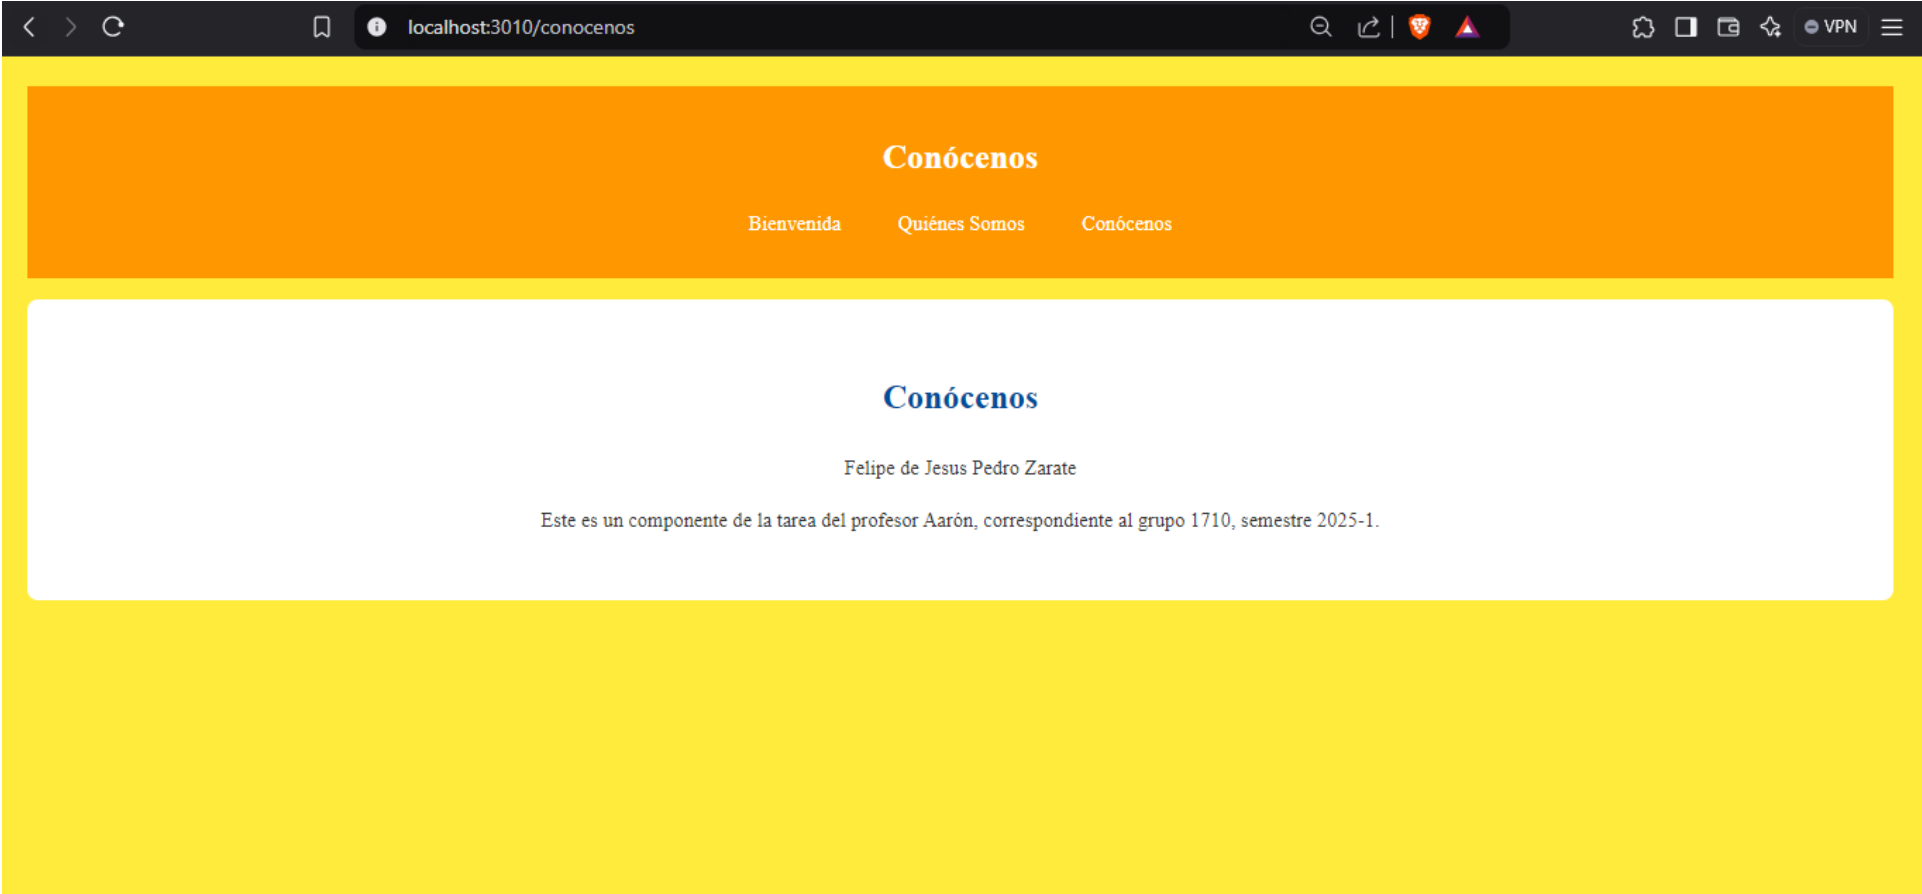 localhost:3010/conocenos
VPN
Conócenos
Bienvenida Quiénes Somos Conócenos
Conócenos
Felipe de Jesus Pedro Zarate
Este es un componente de la tarea del profesor Aarón, correspondiente al grupo 1710, semestre 2025-1.